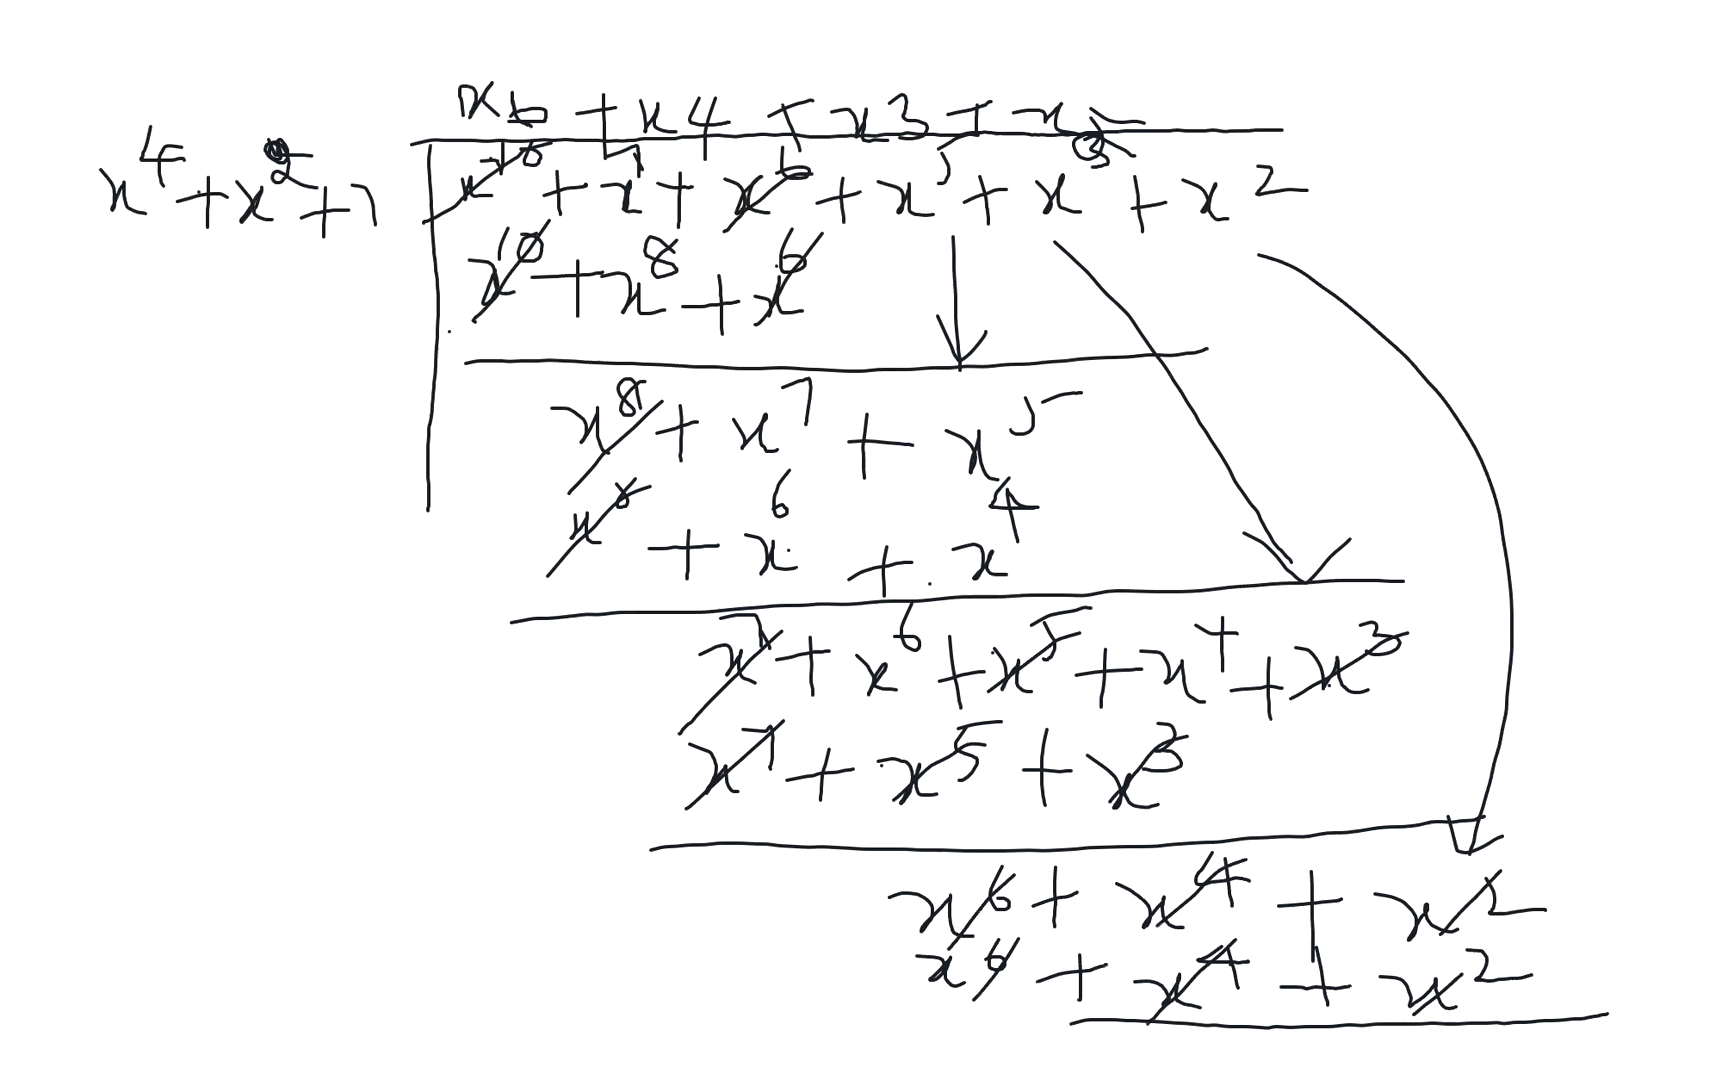 x⁶ + x⁴ + x³ + x²
x⁴ + x² + 1
x¹⁰ + x⁷ + x⁶ + x⁵ + x³ + x²
x¹⁰ + x⁸ + x⁶
x⁸ + x⁷ + x⁵
x⁸ + x⁶ + x⁴
x⁷ + x⁶ + x⁵ + x⁴ + x³
x⁷ + x⁵ + x³
x⁶ + x⁴ + x²
x⁶ + x⁴ + x²